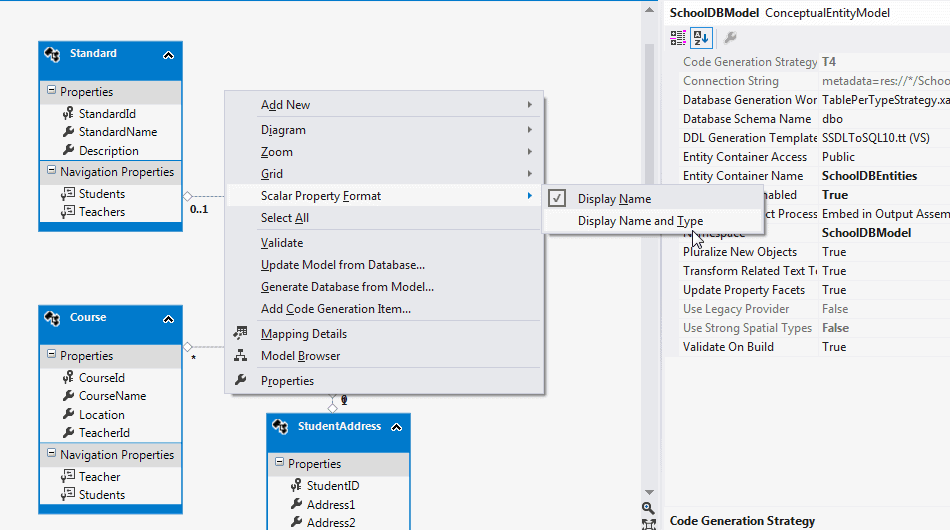 Standard
Properties
StandardId
StandardName
Description
Navigation Properties
Students
Teachers
0..1
Course
Properties
CourseId
CourseName
Location
TeacherId
Navigation Properties
Teacher
Students
*
Add New
Diagram
Zoom
Grid
Scalar Property Format
Select All
Validate
Update Model from Database...
Generate Database from Model...
Add Code Generation Item...
Mapping Details
Model Browser
Properties
Display Name
Display Name and Type
StudentAddress
Properties
StudentID
Address1
Address2
SchoolDBModel ConceptualEntityModel
Code Generation Strategy T4
Connection String metadata=res://*/Schoo
Database Generation Wor TablePerTypeStrategy.xa
Database Schema Name dbo
DDL Generation Template SSDLToSQL10.tt (VS)
Entity Container Access Public
Entity Container Name SchoolDBEntities
nabled True
ct Process Embed in Output Assem
Namespace SchoolDBModel
Pluralize New Objects True
Transform Related Text To True
Update Property Facets True
Use Legacy Provider False
Use Strong Spatial Types False
Validate On Build True
Code Generation Strategy